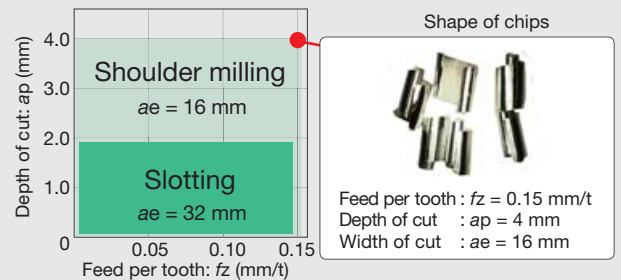 Shape of chips
Depth of cut: ap (mm)
4.0
3.0
2.0
1.0
0
Shoulder milling
ae = 16 mm
Slotting
ae = 32 mm
0.05
0.10
0.15
Feed per tooth: fz (mm/t)
Feed per tooth : fz = 0.15 mm/t
Depth of cut : ap = 4 mm
Width of cut : ae = 16 mm